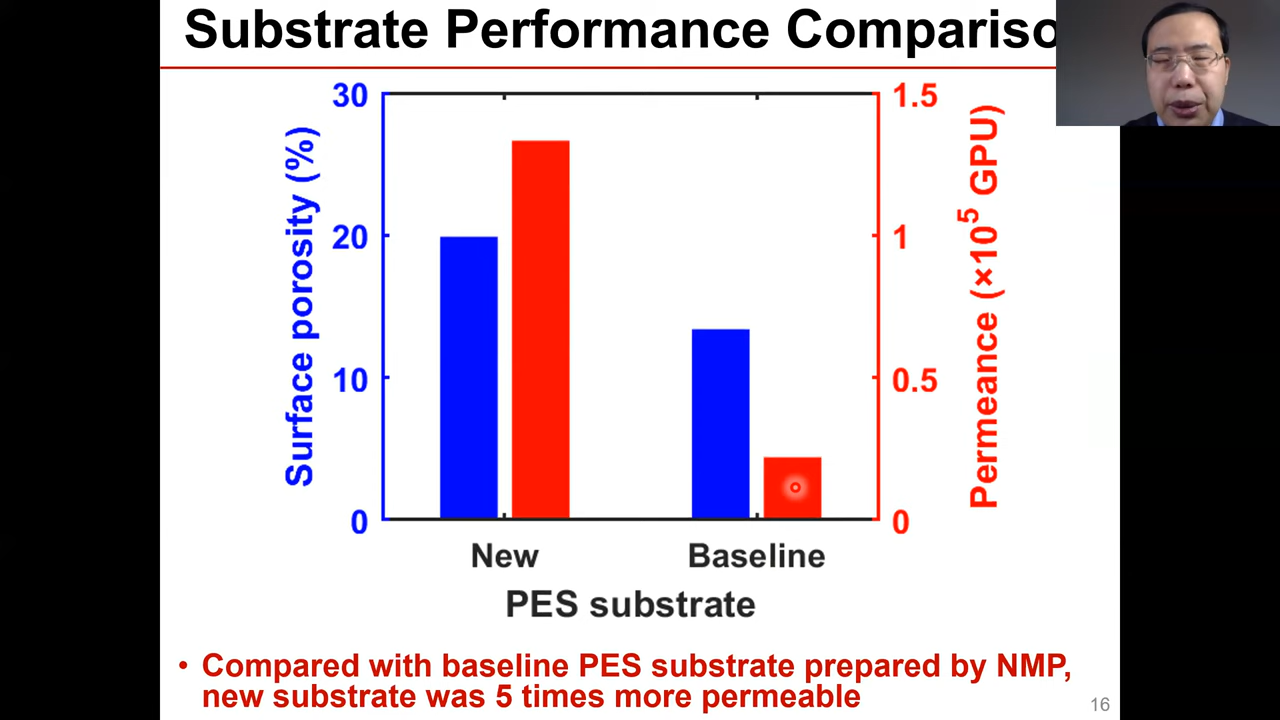 Substrate Performance Compariso
30
20
10
0
Surface porosity (%)
1.5
1
0.5
0
Permeance (×10⁵ GPU)
New Baseline
PES substrate
• Compared with baseline PES substrate prepared by NMP,
new substrate was 5 times more permeable
16